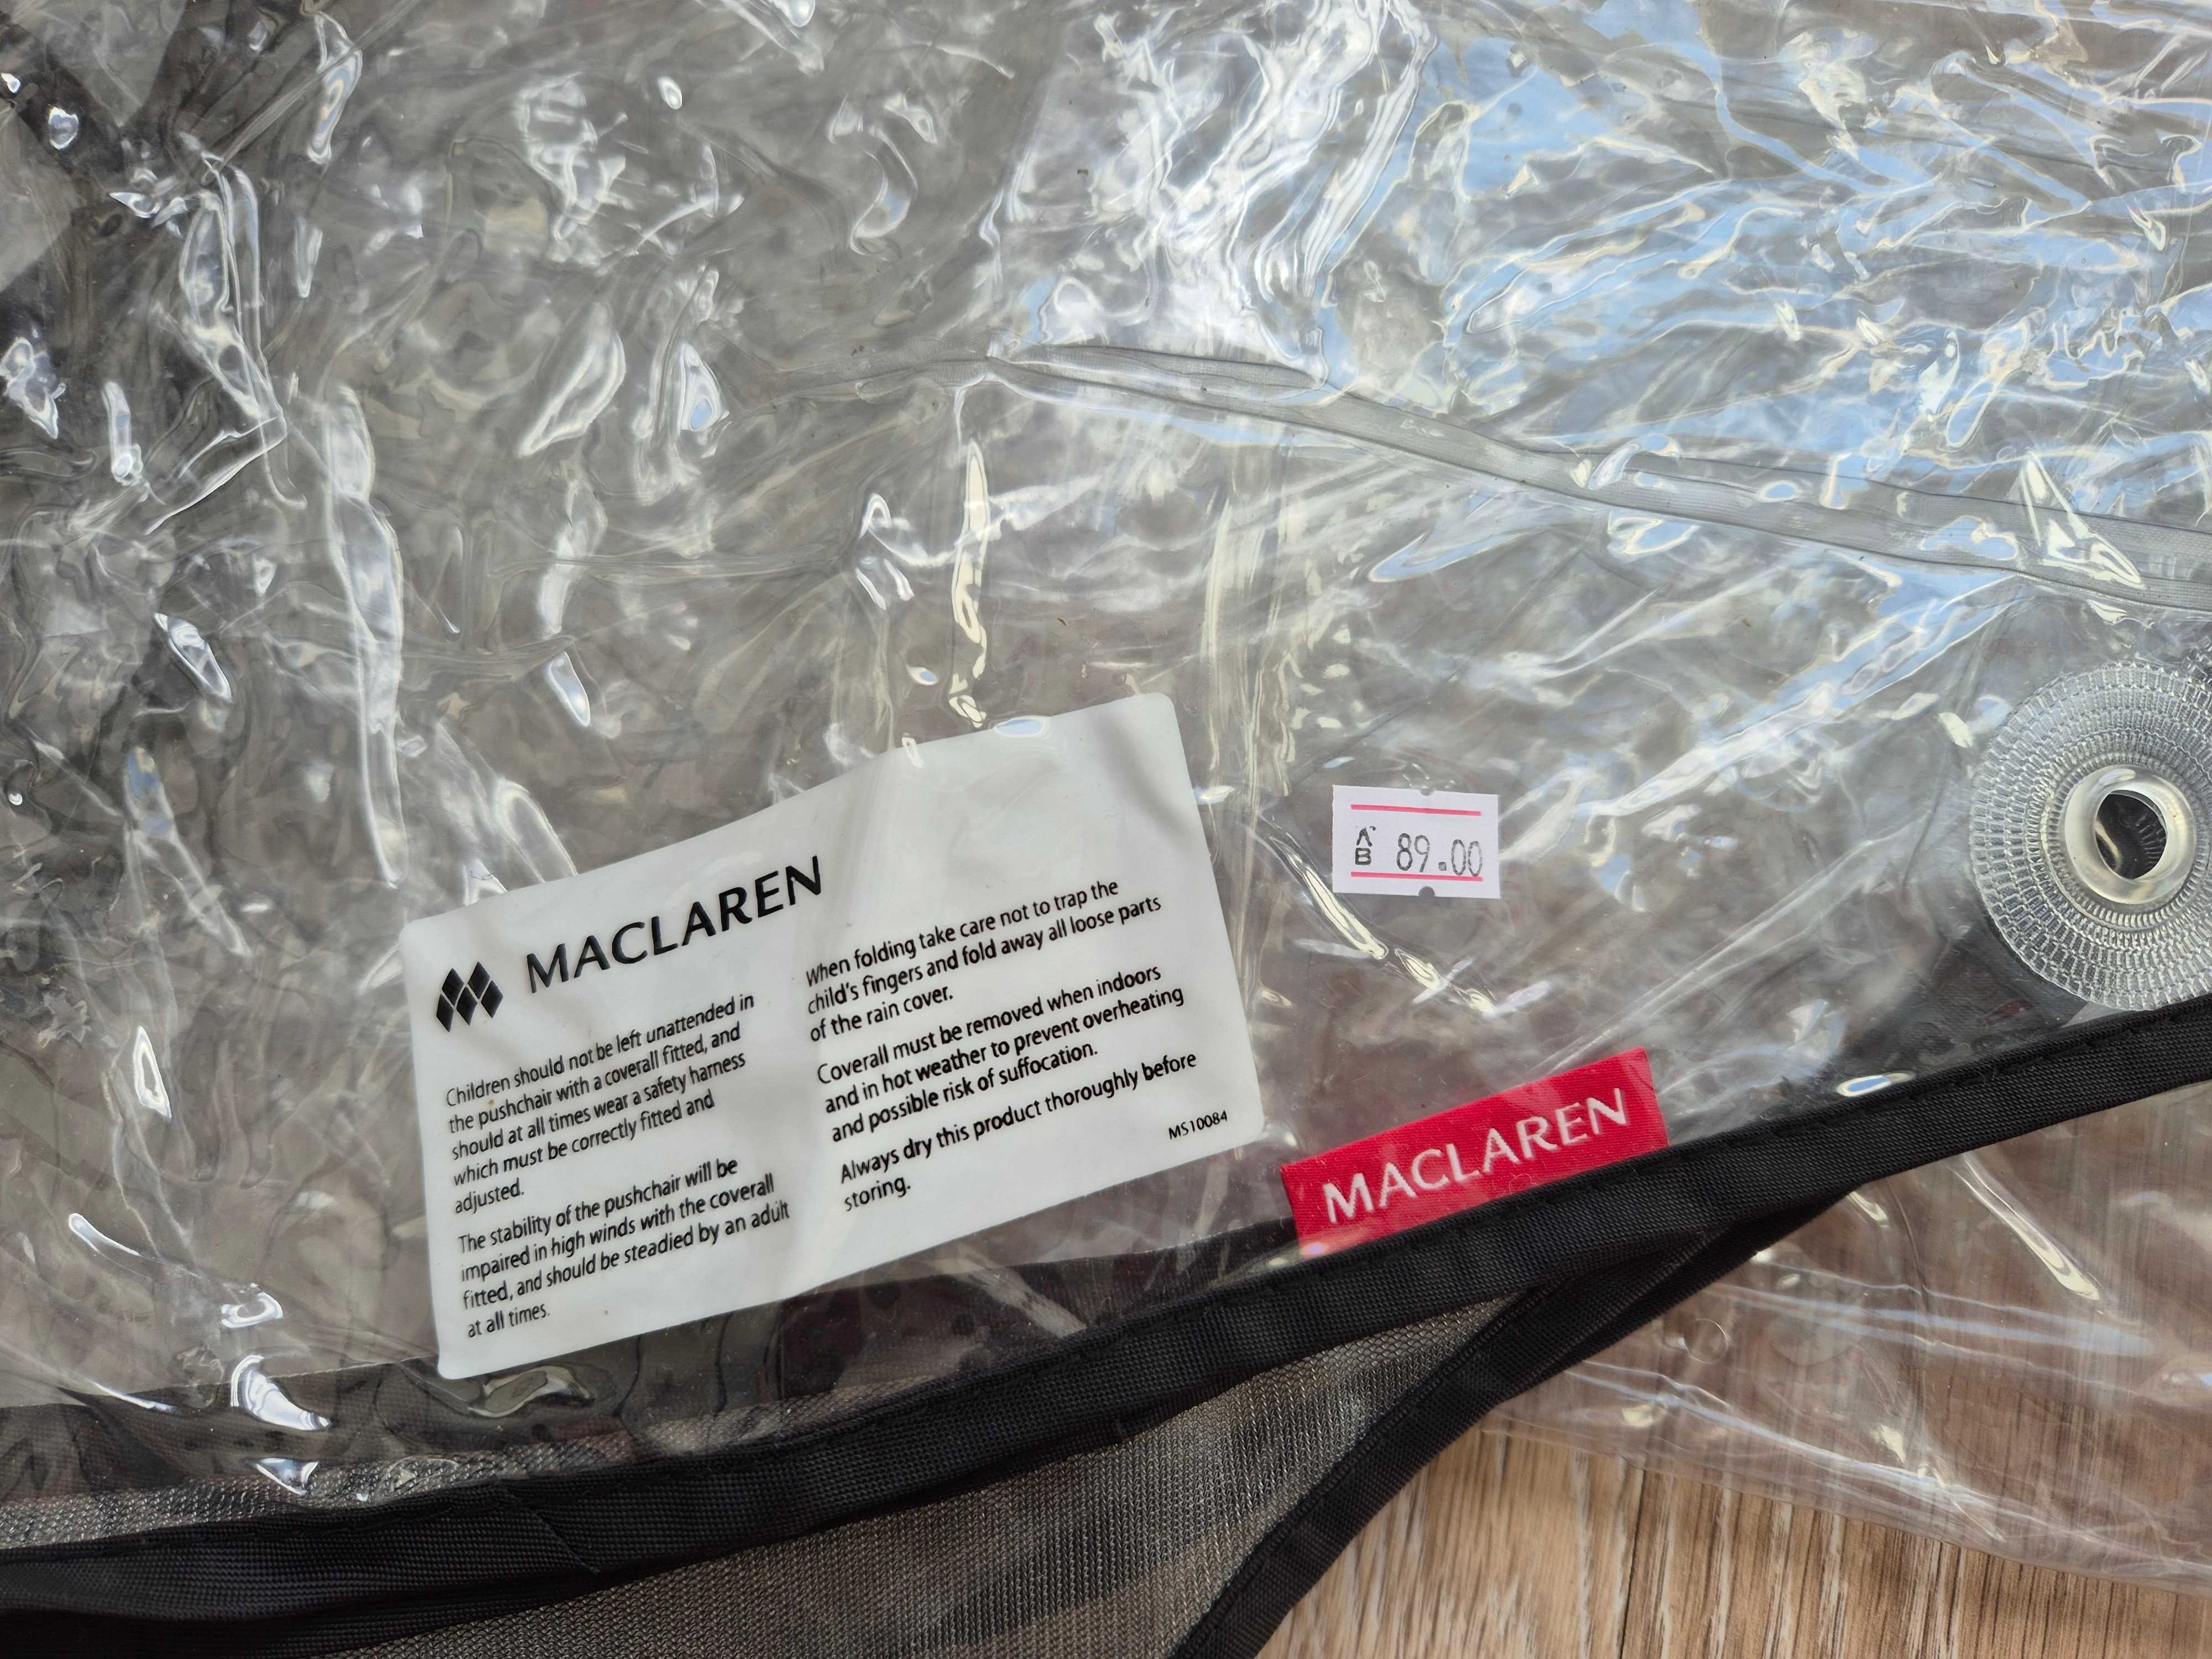 MACLAREN
Children should not be left unattended in
the pushchair with a coverall fitted, and
should at all times wear a safety harness
which must be correctly fitted and
adjusted.
The stability of the pushchair will be
impaired in high winds with the coverall
fitted, and should be steadied by an adult
at all times.
When folding take care not to trap the
child's fingers and fold away all loose parts
of the rain cover.
Coverall must be removed when indoors
and in hot weather to prevent overheating
and possible risk of suffocation.
Always dry this product thoroughly before
storing.
MS10084
A B 89.00
MACLAREN